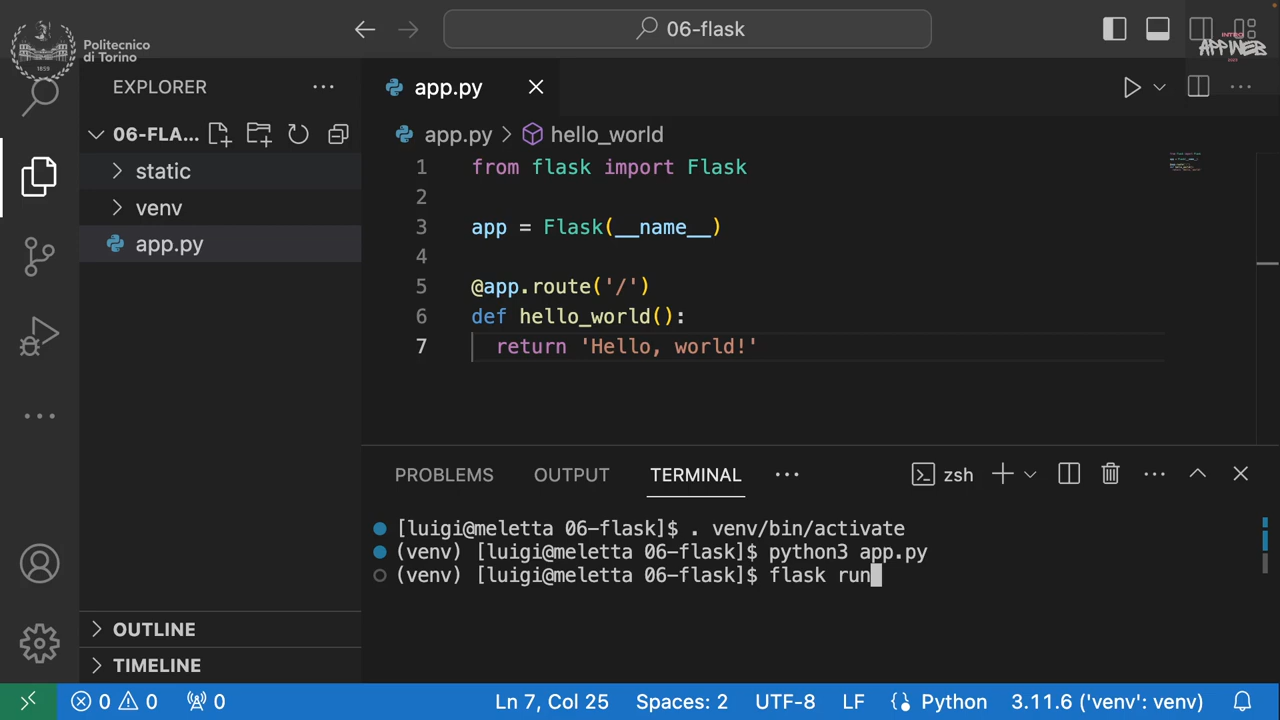 06-flask
Politecnico
di Torino
1859
INTRO
APPWEB
EXPLORER
app.py
06-FLA...
app.py > hello_world
static
venv
app.py
1 from flask import Flask
2
3 app = Flask(__name__)
4
5 @app.route('/')
6 def hello_world():
7 return 'Hello, world!'
PROBLEMS OUTPUT TERMINAL zsh
[luigi@meletta 06-flask]$ . venv/bin/activate
(venv) [luigi@meletta 06-flask]$ python3 app.py
(venv) [luigi@meletta 06-flask]$ flask run
OUTLINE
TIMELINE
0 0 0 Ln 7, Col 25 Spaces: 2 UTF-8 LF Python 3.11.6 ('venv': venv)